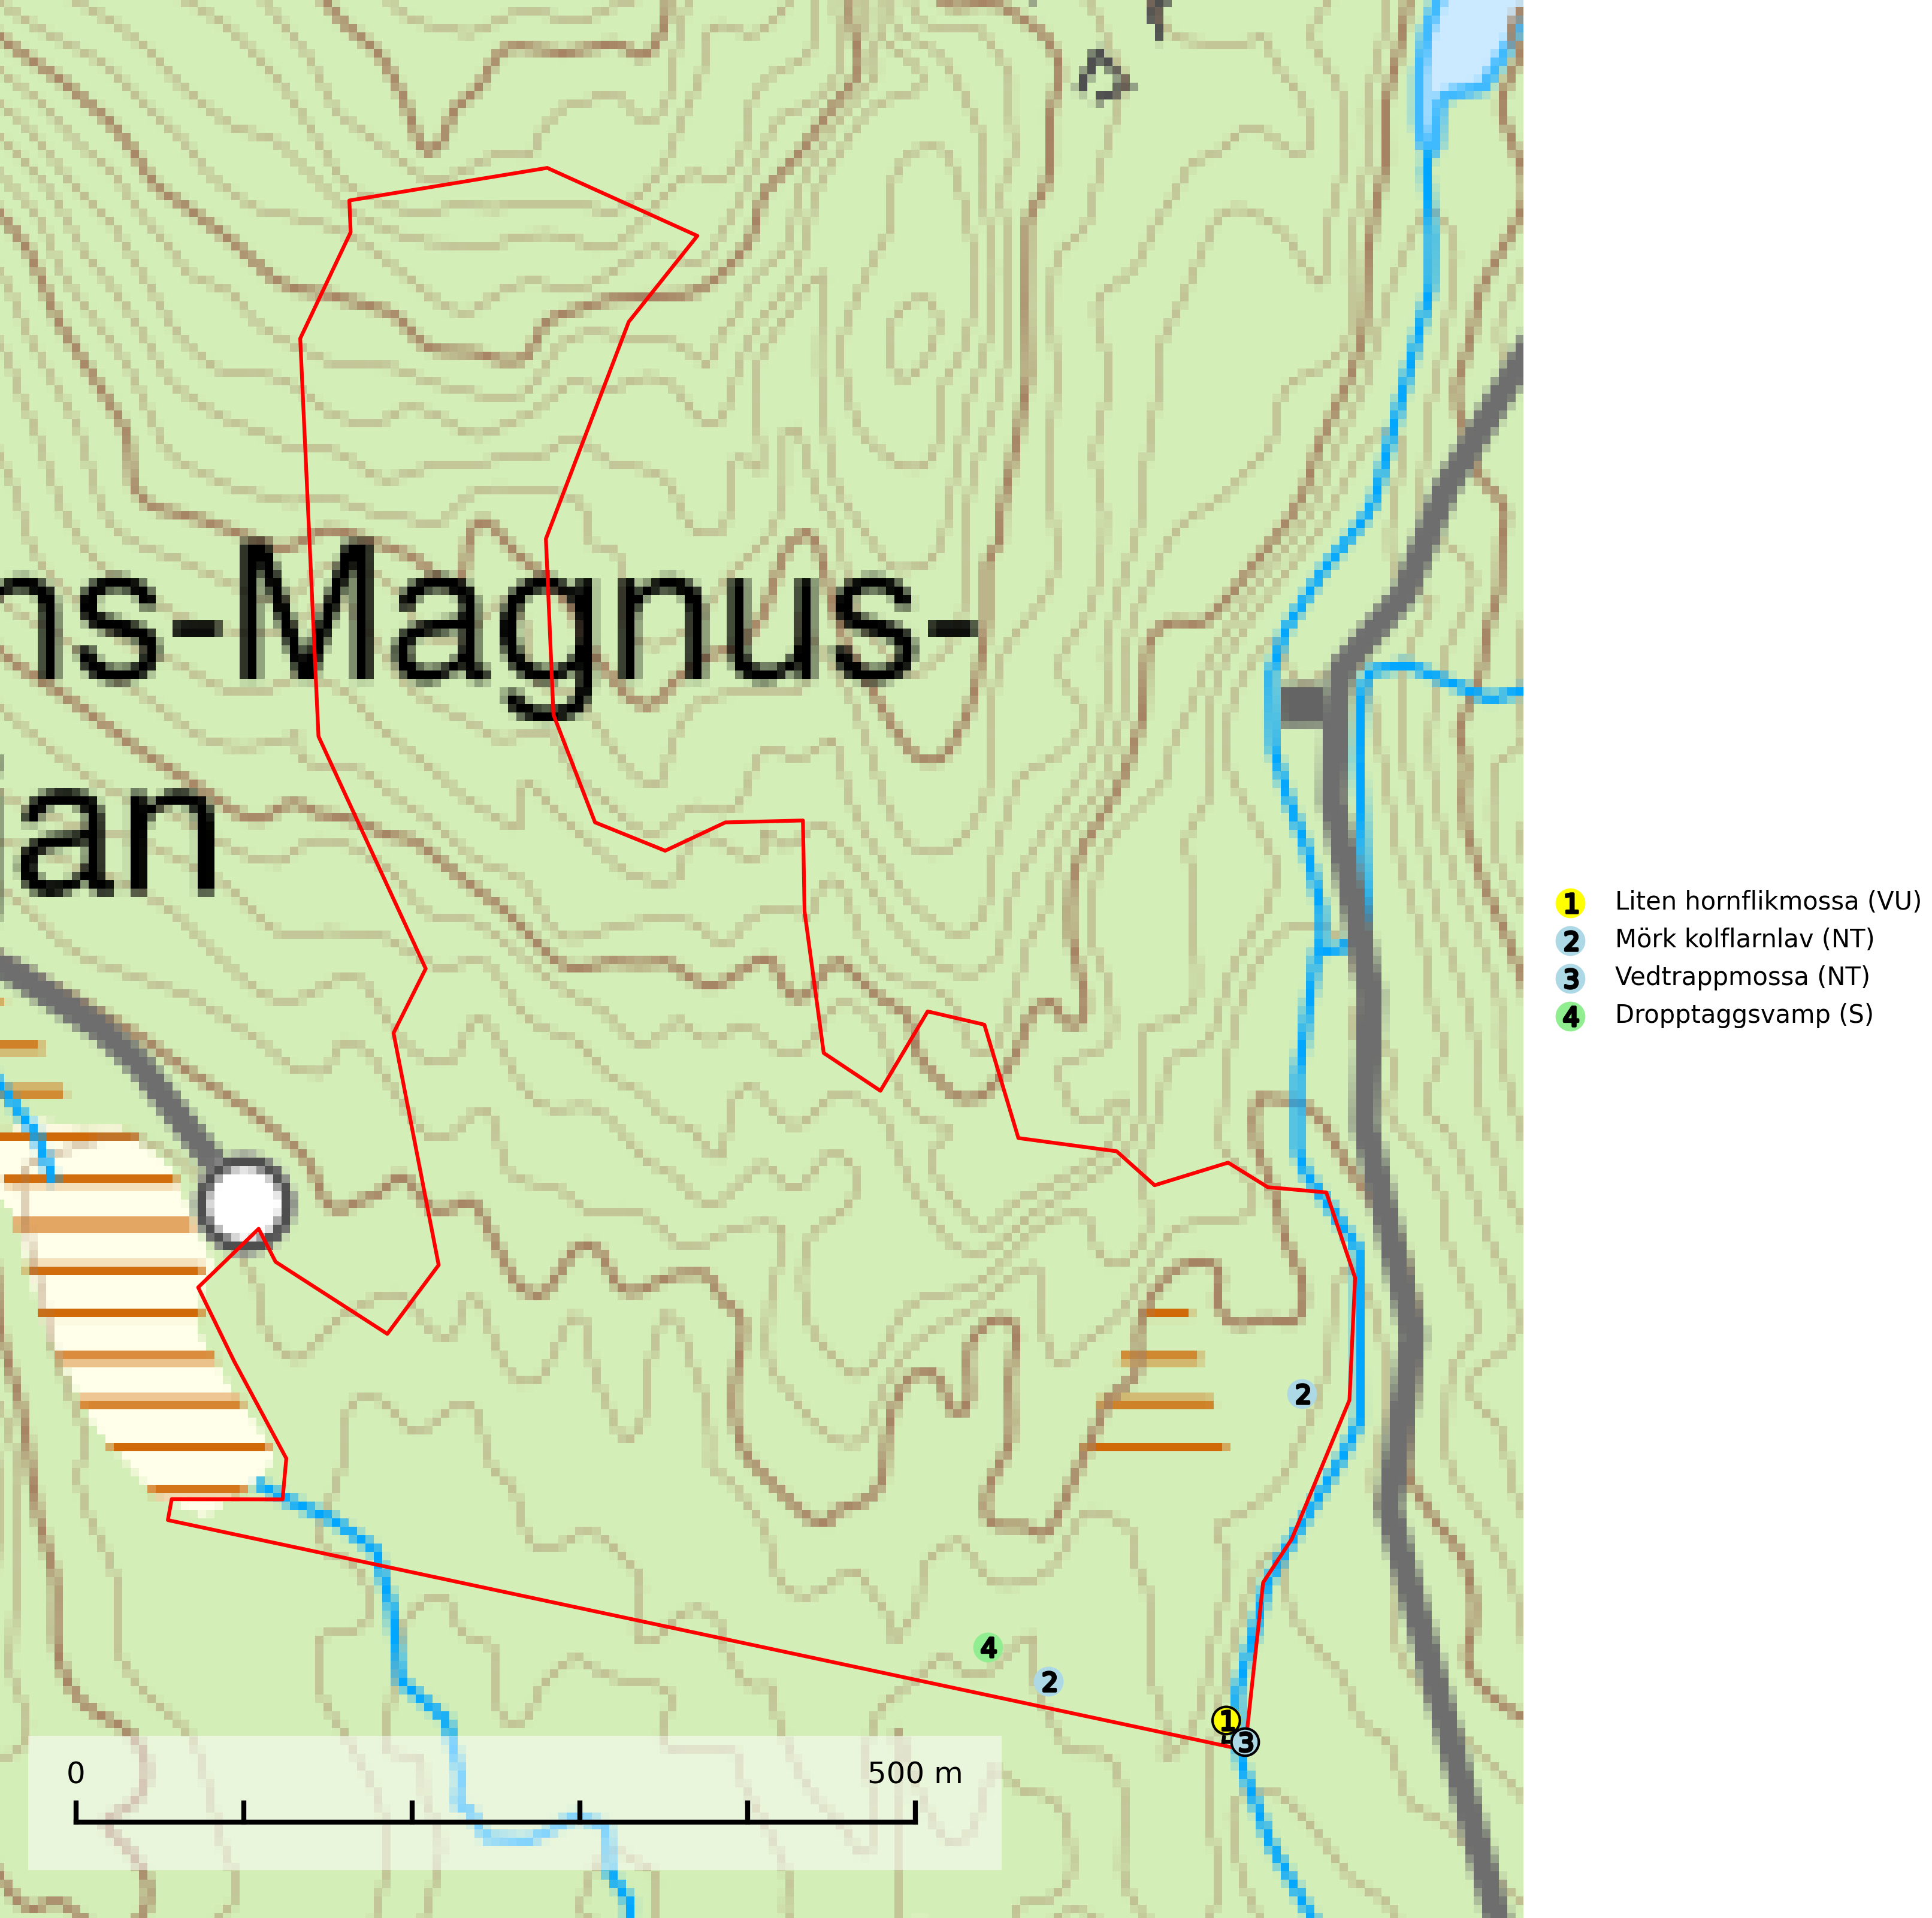 ns-Magnus-
an
1 Liten hornflikmossa (VU)
2 Mörk kolflarnlav (NT)
3 Vedtrappmossa (NT)
4 Dropptaggsvamp (S)
2
4
2
1
3
0 500 m